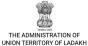 THE ADMINISTRATION OF
UNION TERRITORY OF LADAKH